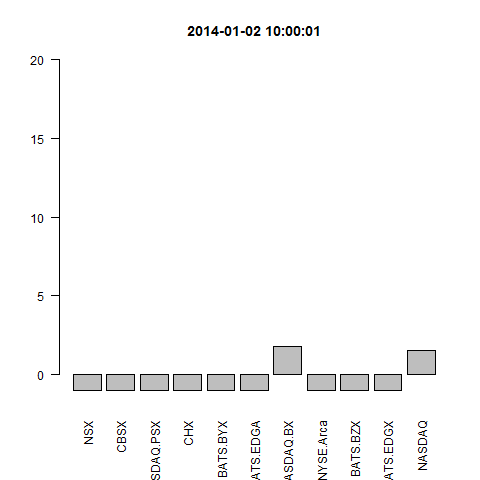 2014-01-02 10:00:01
20
15
10
5
0
NSX
CBSX
SDAQ.PSX
CHX
BATS.BYX
ATS.EDGA
ASDAQ.BX
NYSE.Arca
BATS.BZX
ATS.EDGX
NASDAQ